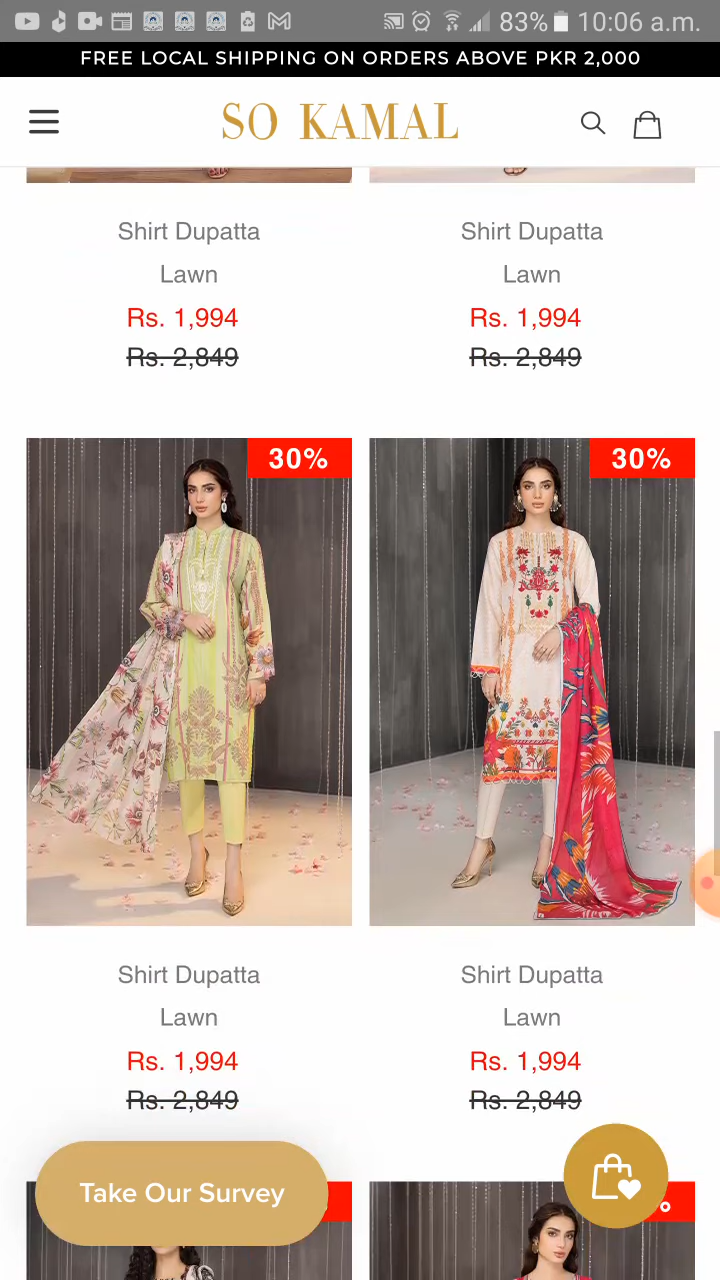 83% 10:06 a.m.
FREE LOCAL SHIPPING ON ORDERS ABOVE PKR 2,000
SO KAMAL
Shirt Dupatta
Lawn
Rs. 1,994
Rs. 2,849
Shirt Dupatta
Lawn
Rs. 1,994
Rs. 2,849
30%
30%
Shirt Dupatta
Lawn
Rs. 1,994
Rs. 2,849
Shirt Dupatta
Lawn
Rs. 1,994
Rs. 2,849
Take Our Survey
%